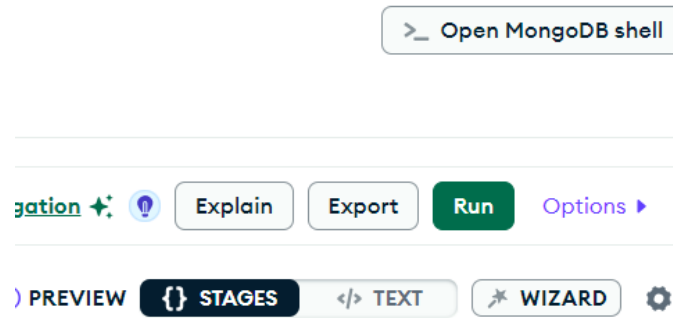 >_ Open MongoDB shell
gation Explain Export Run Options
PREVIEW {} STAGES </> TEXT WIZARD